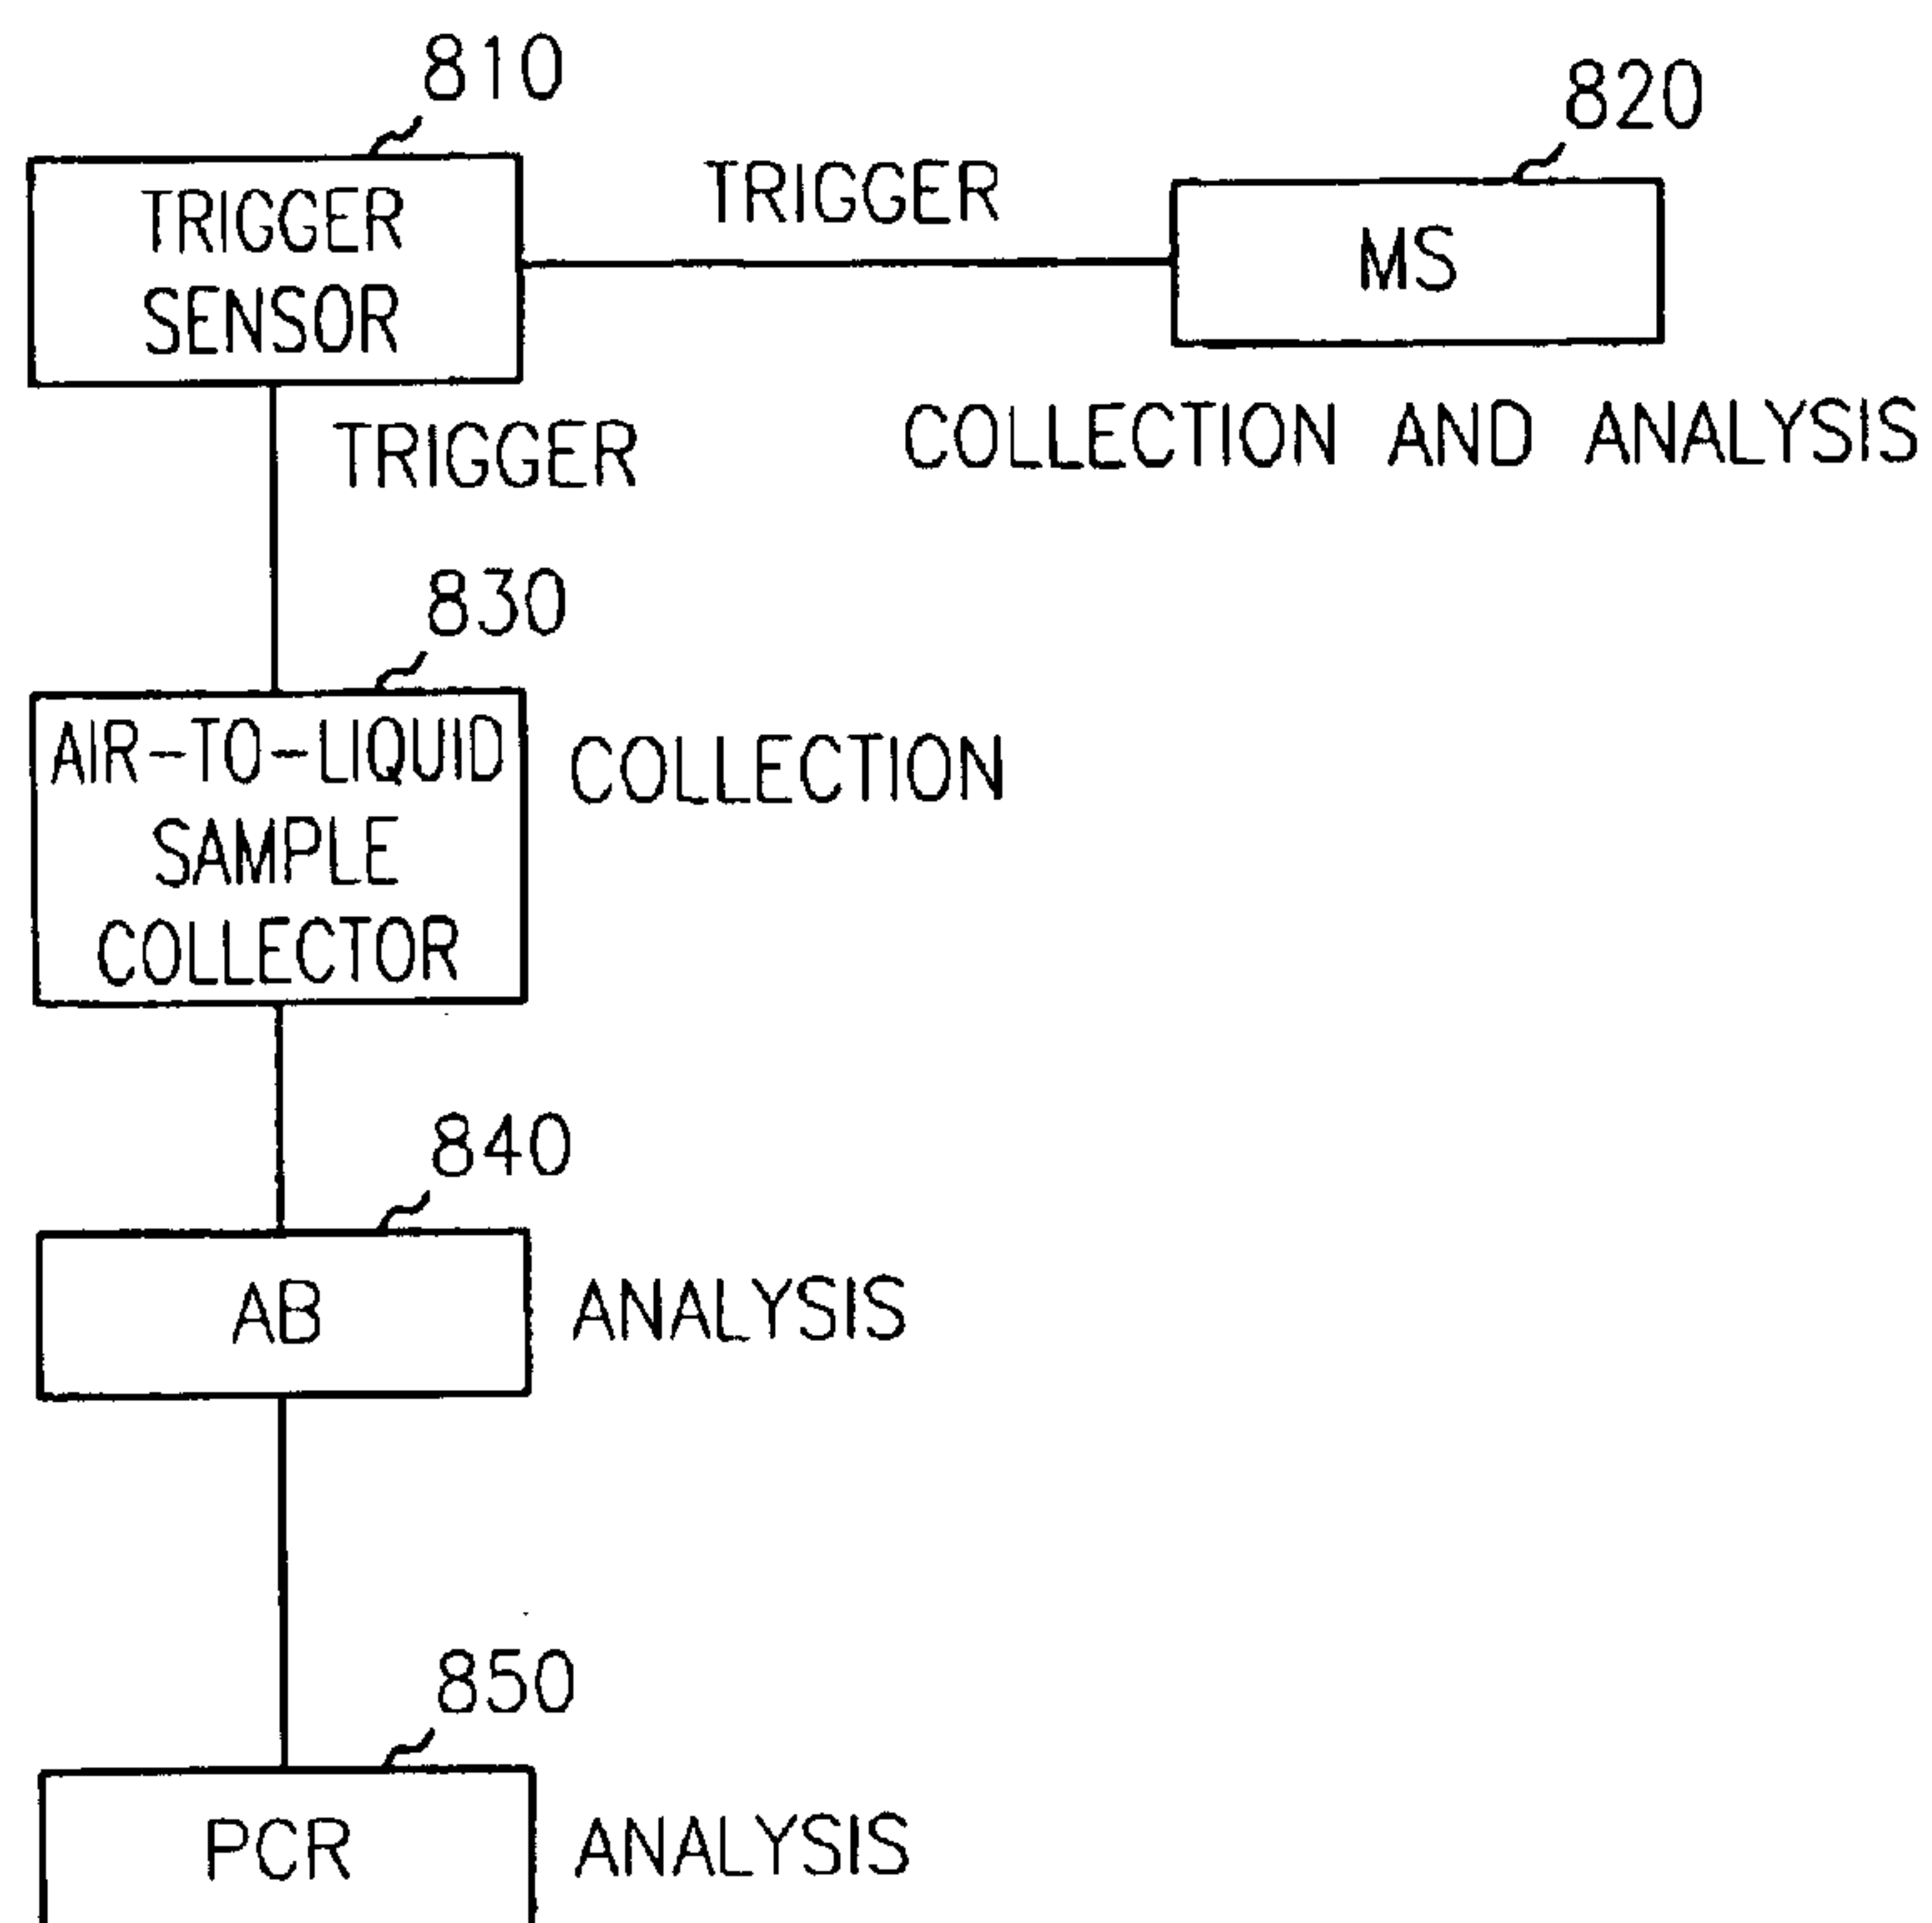 810
820
TRIGGER
SENSOR
TRIGGER
MS
TRIGGER
COLLECTION AND ANALYSIS
830
AIR-TO-LIQUID
SAMPLE
COLLECTOR
COLLECTION
840
AB
ANALYSIS
850
PCR
ANALYSIS